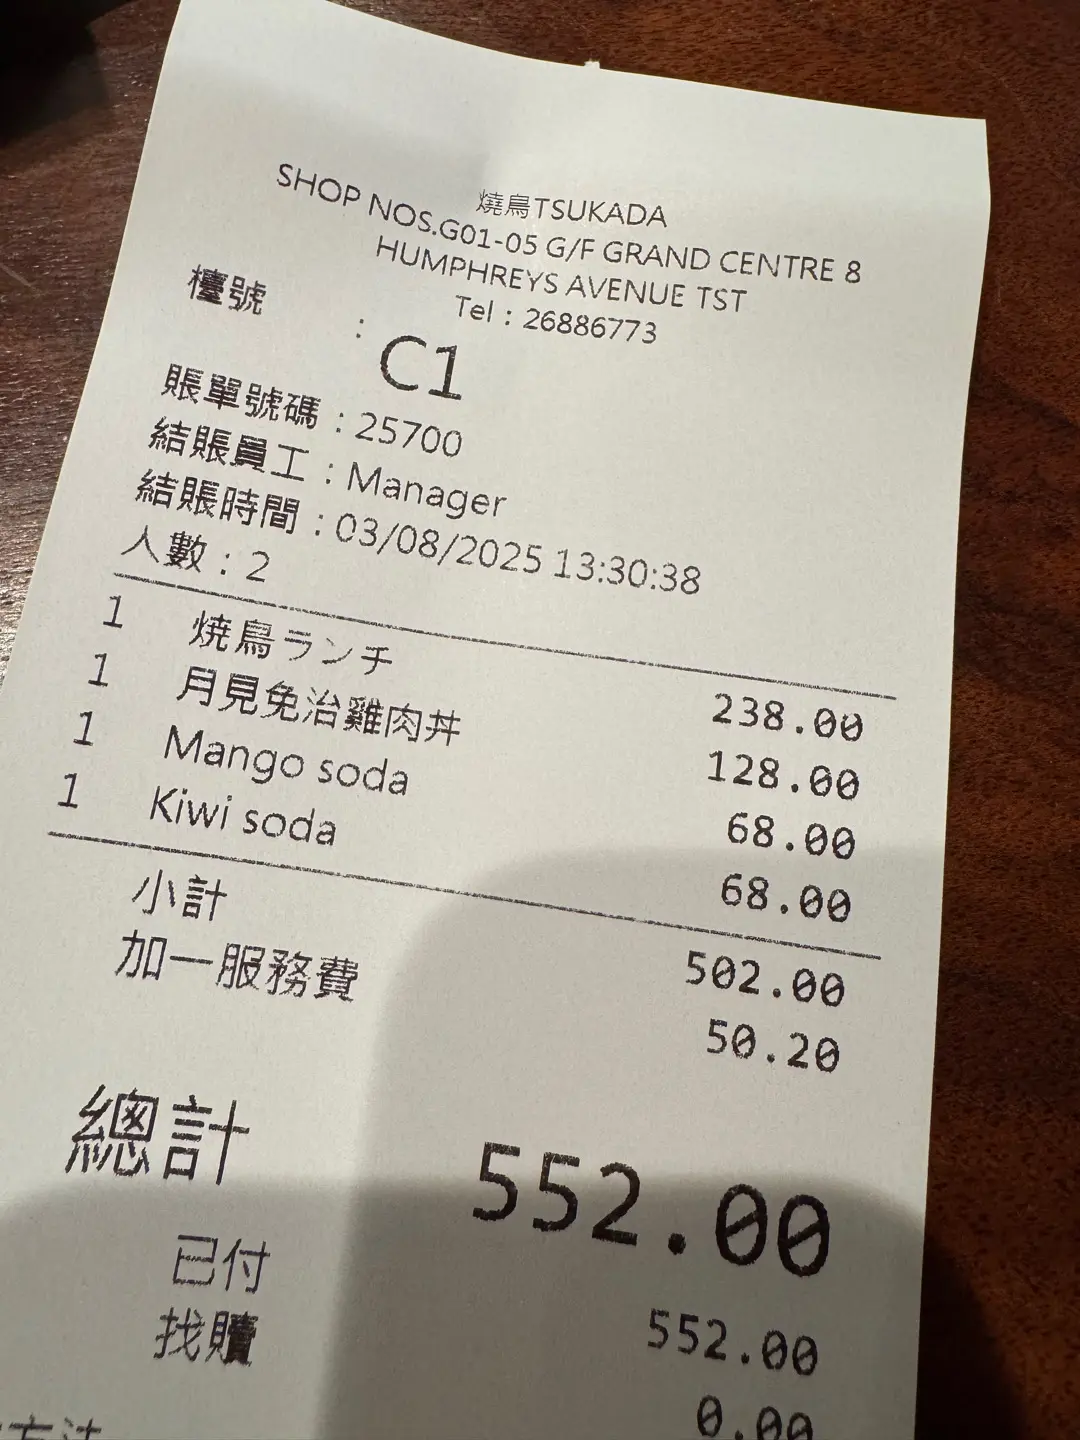 燒鳥TSUKADA
SHOP NOS.G01-05 G/F GRAND CENTRE 8
HUMPHREYS AVENUE TST
Tel : 26886773
檯號 : C1
賬單號碼 : 25700
結賬員工 : Manager
結賬時間 : 03/08/2025 13:30:38
人數 : 2
1 焼鳥ランチ 238.00
1 月見免治雞肉丼 128.00
1 Mango soda 68.00
1 Kiwi soda 68.00
小計 502.00
加一服務費 50.20
總計 552.00
已付 552.00
找贖 0.00
方法